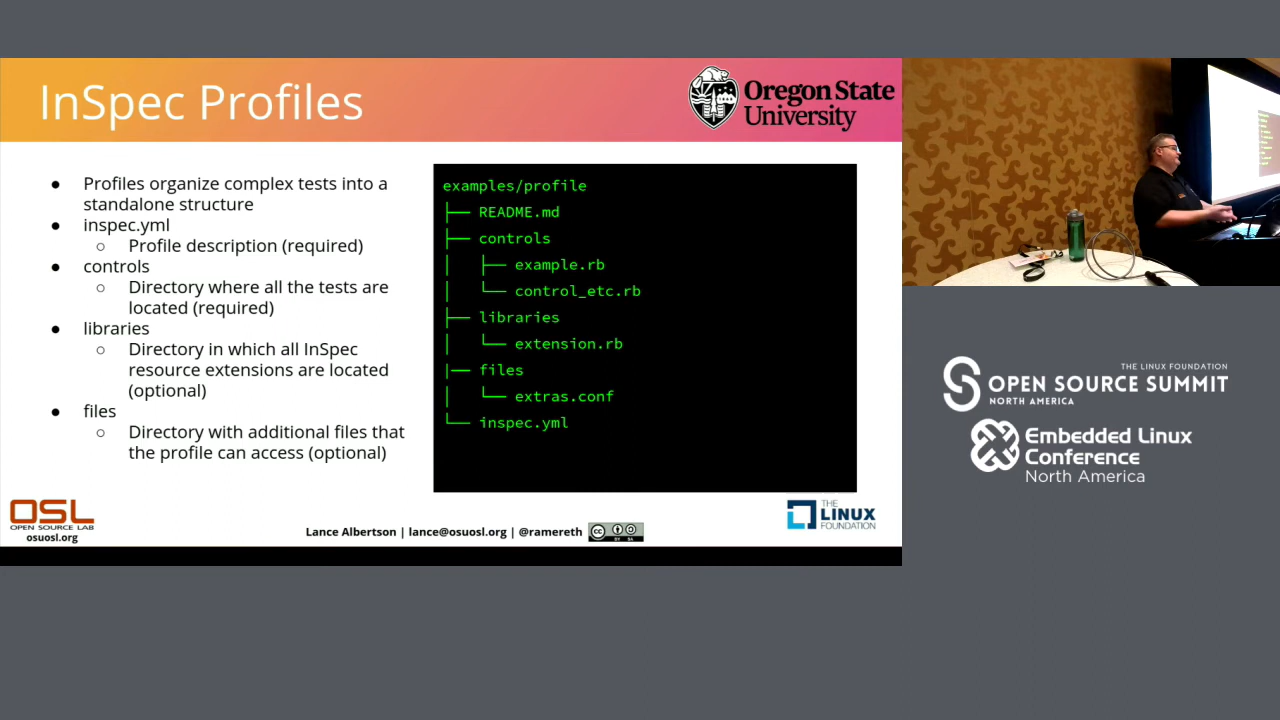 InSpec Profiles
Oregon State
University
● Profiles organize complex tests into a
standalone structure
● inspec.yml
○ Profile description (required)
● controls
○ Directory where all the tests are
located (required)
● libraries
○ Directory in which all InSpec
resource extensions are located
(optional)
● files
○ Directory with additional files that
the profile can access (optional)
examples/profile
├── README.md
├── controls
│   ├── example.rb
│   └── control_etc.rb
├── libraries
│   └── extension.rb
|── files
│   └── extras.conf
└── inspec.yml
OSL
OPEN SOURCE LAB
osuosl.org
Lance Albertson | lance@osuosl.org | @ramereth
CC BY SA
THE
LINUX
FOUNDATION
THE LINUX FOUNDATION
OPEN SOURCE SUMMIT
NORTH AMERICA
Embedded Linux
Conference
North America